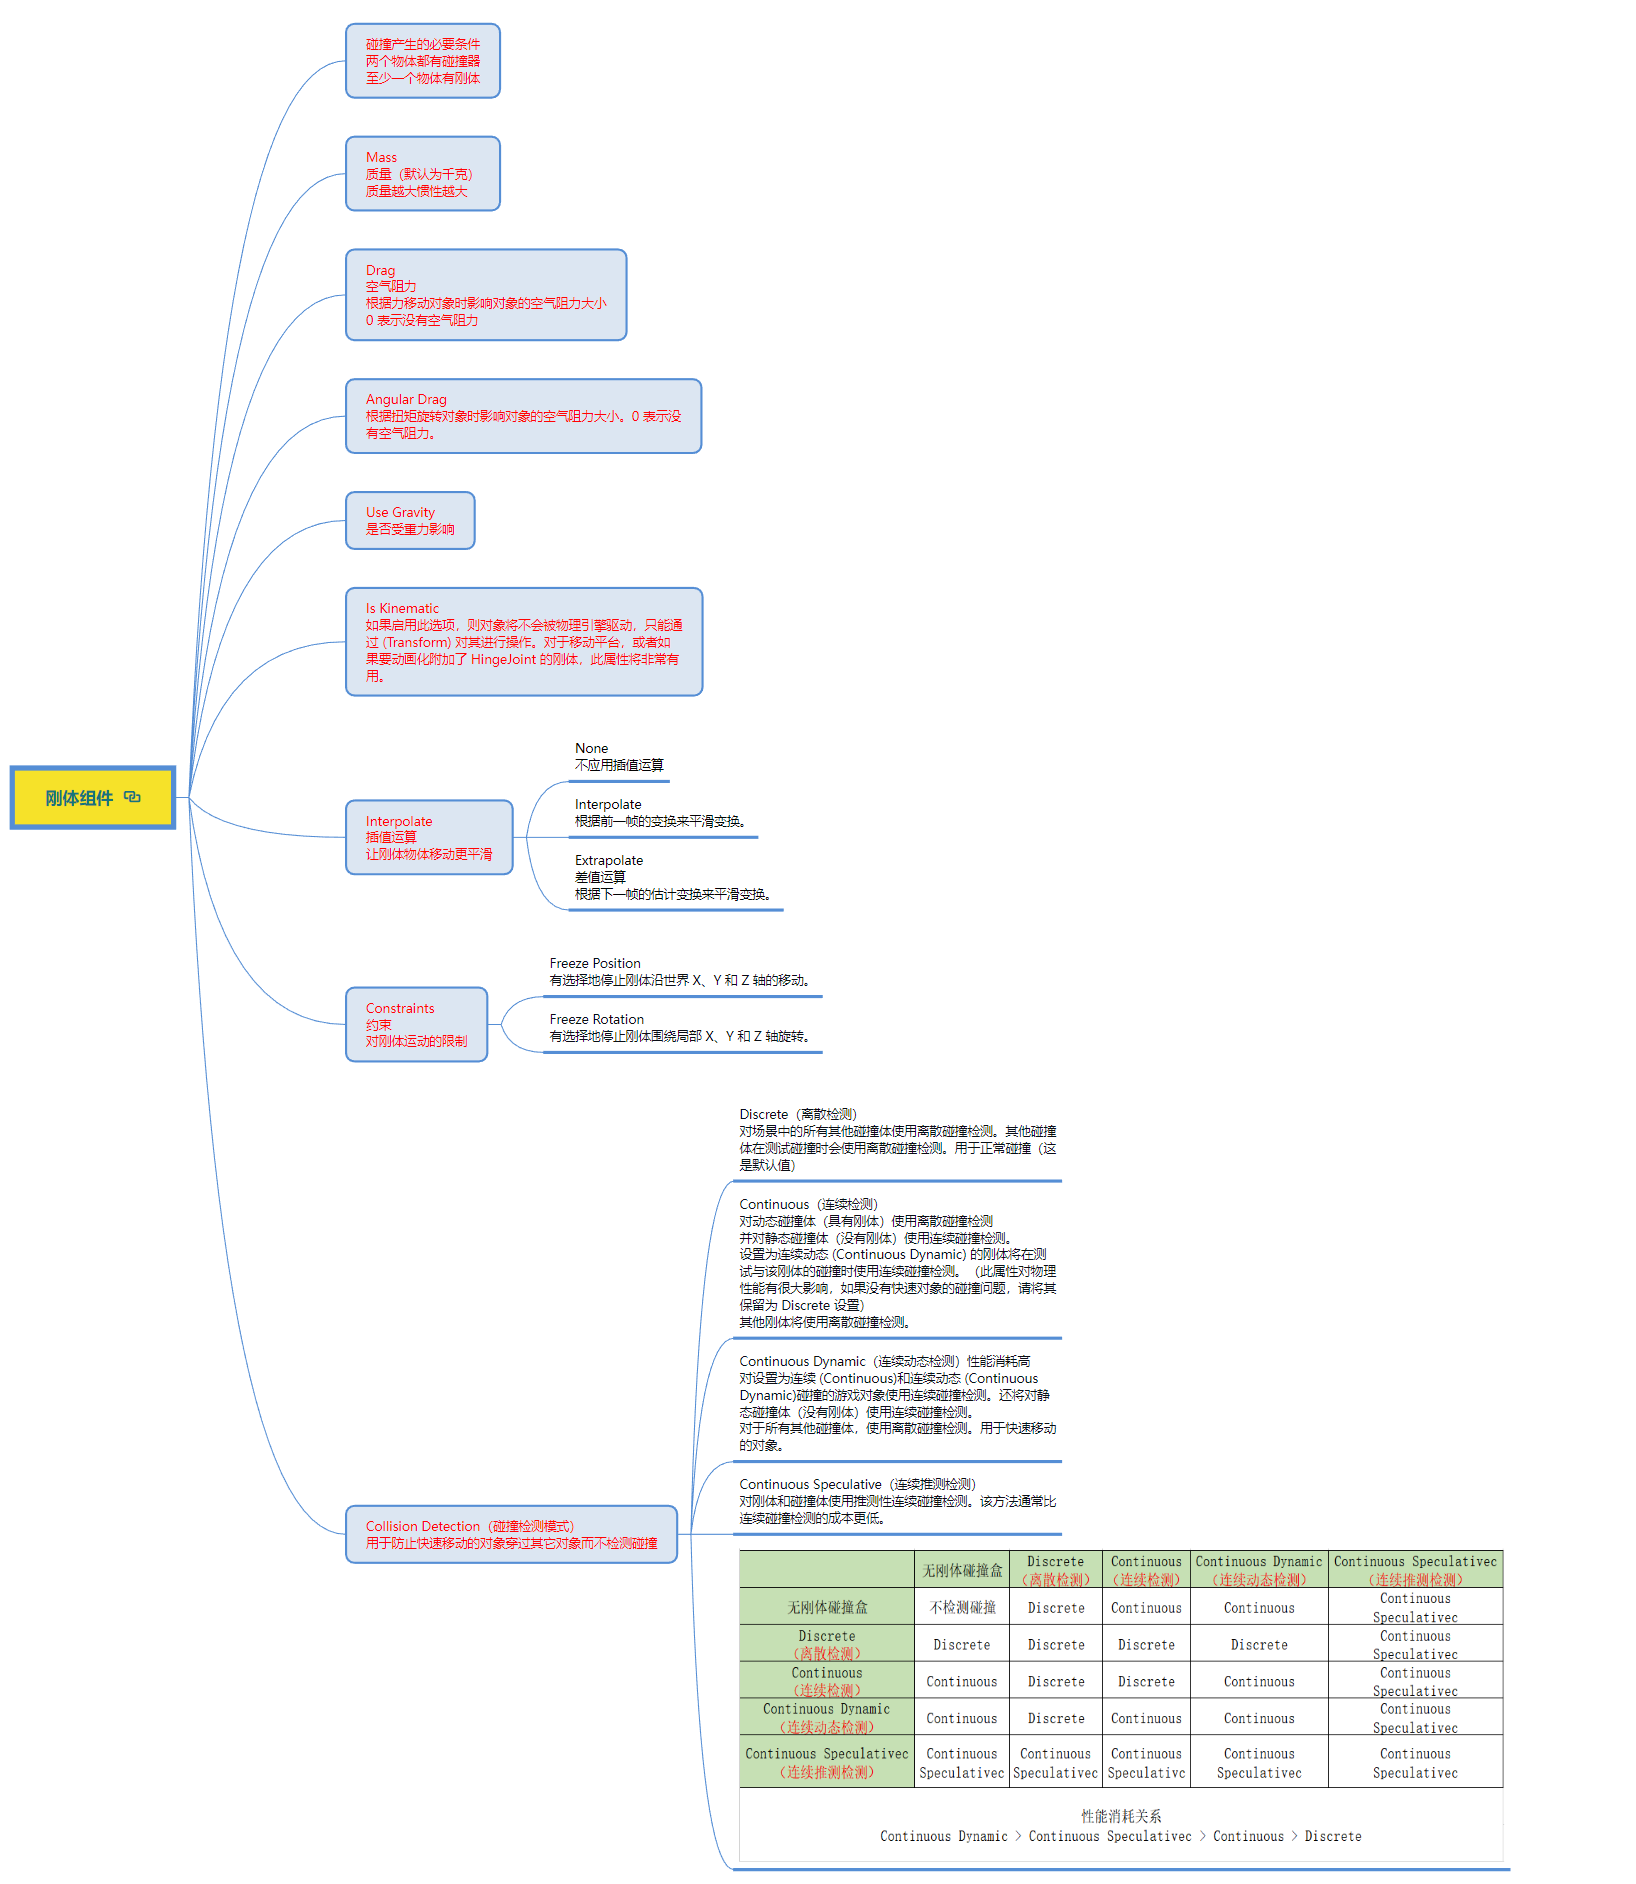 碰撞产生的必要条件
两个物体都有碰撞器
至少一个物体有刚体
Mass
质量（默认为千克）
质量越大惯性越大
Drag
空气阻力
根据力移动对象时影响对象的空气阻力大小
0 表示没有空气阻力
Angular Drag
根据扭矩旋转对象时影响对象的空气阻力大小。0 表示没
有空气阻力。
Use Gravity
是否受重力影响
Is Kinematic
如果启用此选项，则对象将不会被物理引擎驱动，只能通
过 (Transform) 对其进行操作。对于移动平台，或者如
果要动画化附加了 HingeJoint 的刚体，此属性将非常有
用。
刚体组件
Interpolate
插值运算
让刚体物体移动更平滑
None
不应用插值运算
Interpolate
根据前一帧的变换来平滑变换。
Extrapolate
差值运算
根据下一帧的估计变换来平滑变换。
Constraints
约束
对刚体运动的限制
Freeze Position
有选择地停止刚体沿世界 X、Y 和 Z 轴的移动。
Freeze Rotation
有选择地停止刚体围绕局部 X、Y 和 Z 轴旋转。
Collision Detection（碰撞检测模式）
用于防止快速移动的对象穿过其它对象而不检测碰撞
Discrete（离散检测）
对场景中的所有其他碰撞体使用离散碰撞检测。其他碰撞
体在测试碰撞时会使用离散碰撞检测。用于正常碰撞（这
是默认值）
Continuous（连续检测）
对动态碰撞体（具有刚体）使用离散碰撞检测
并对静态碰撞体（没有刚体）使用连续碰撞检测。
设置为连续动态 (Continuous Dynamic) 的刚体将在测
试与该刚体的碰撞时使用连续碰撞检测。（此属性对物理
性能有很大影响，如果没有快速对象的碰撞问题，请将其
保留为 Discrete 设置）
其他刚体将使用离散碰撞检测。
Continuous Dynamic（连续动态检测）性能消耗高
对设置为连续 (Continuous)和连续动态 (Continuous
Dynamic)碰撞的游戏对象使用连续碰撞检测。还将对静
态碰撞体（没有刚体）使用连续碰撞检测。
对于所有其他碰撞体，使用离散碰撞检测。用于快速移动
的对象。
Continuous Speculative（连续推测检测）
对刚体和碰撞体使用推测性连续碰撞检测。该方法通常比
连续碰撞检测的成本更低。
无刚体碰撞盒 Discrete Continuous Continuous Dynamic Continuous Speculativec
（离散检测） （连续检测） （连续动态检测） （连续推测检测）
无刚体碰撞盒 不检测碰撞 Discrete Continuous Continuous Continuous
Speculativec
Discrete Discrete Discrete Discrete Discrete Continuous
（离散检测） Speculativec
Continuous Continuous Discrete Discrete Continuous Continuous
（连续检测） Speculativec
Continuous Dynamic Continuous Discrete Continuous Continuous Continuous
（连续动态检测） Speculativec
Continuous Speculativec Continuous Continuous Continuous Continuous Continuous
（连续推测检测） Speculativec Speculativec Speculativc Speculativec Speculativec
性能消耗关系
Continuous Dynamic > Continuous Speculativec > Continuous > Discrete